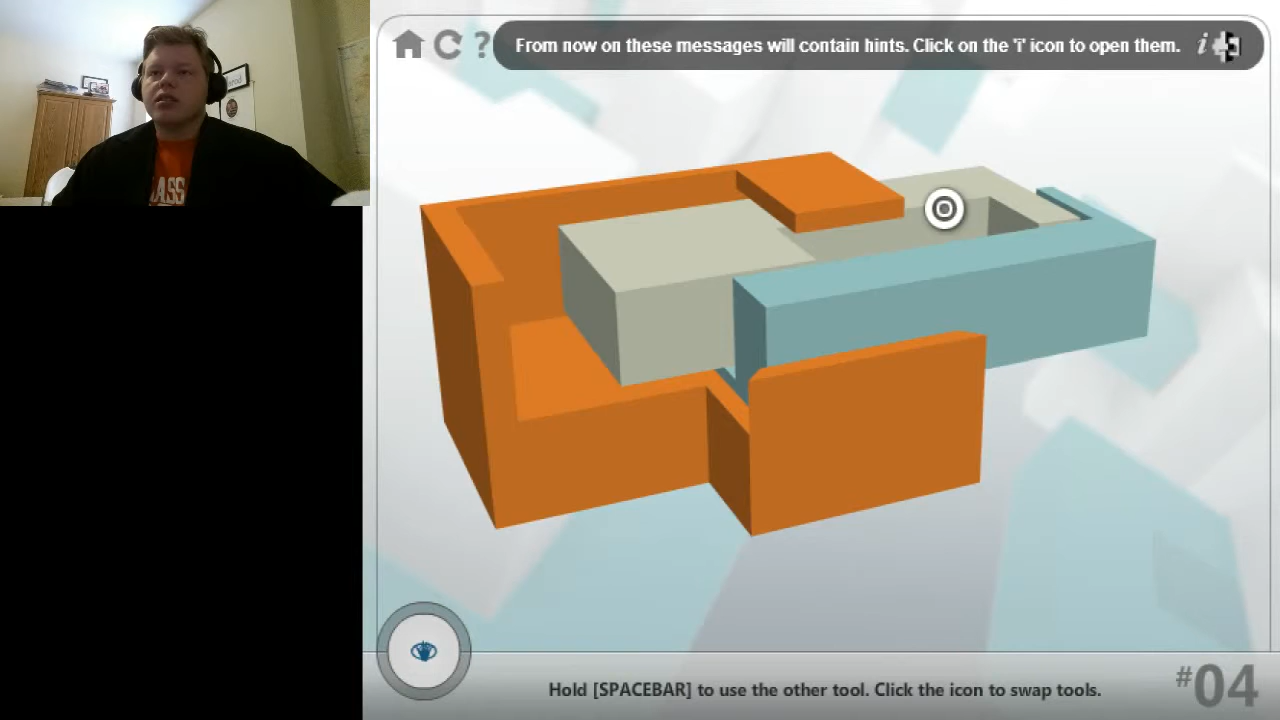 From now on these messages will contain hints. Click on the 'i' icon to open them.
i
?
ASS
Hold [SPACEBAR] to use the other tool. Click the icon to swap tools.
#04